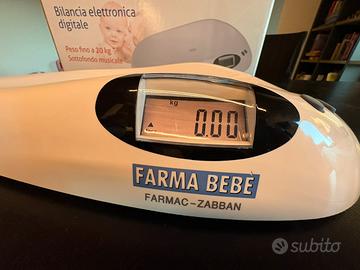 Bilancia elettronica
digitale
Peso fino a 20 kg
Sottofondo musicale
kg
0.00
FARMA BEBÈ
FARMAC-ZABBAN
subito